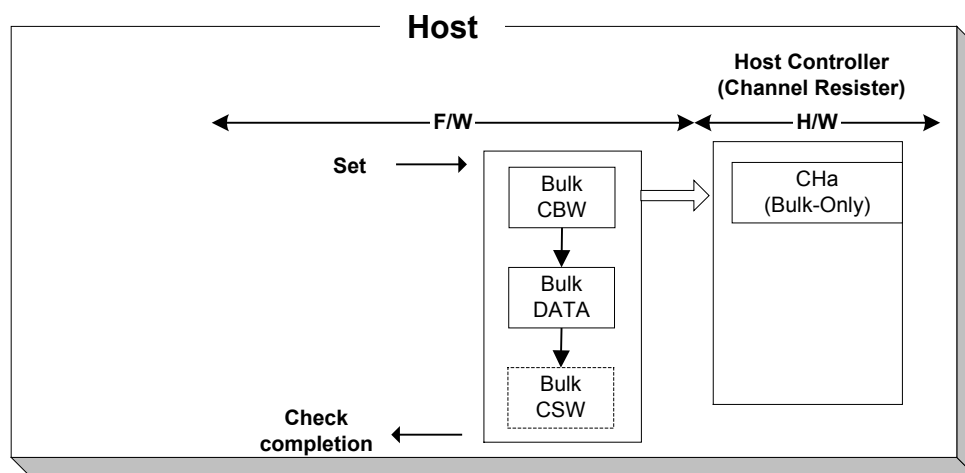 Host
Host Controller
(Channel Resister)
F/W
H/W
Set
Bulk
CBW
CHa
(Bulk-Only)
Bulk
DATA
Bulk
CSW
Check
completion